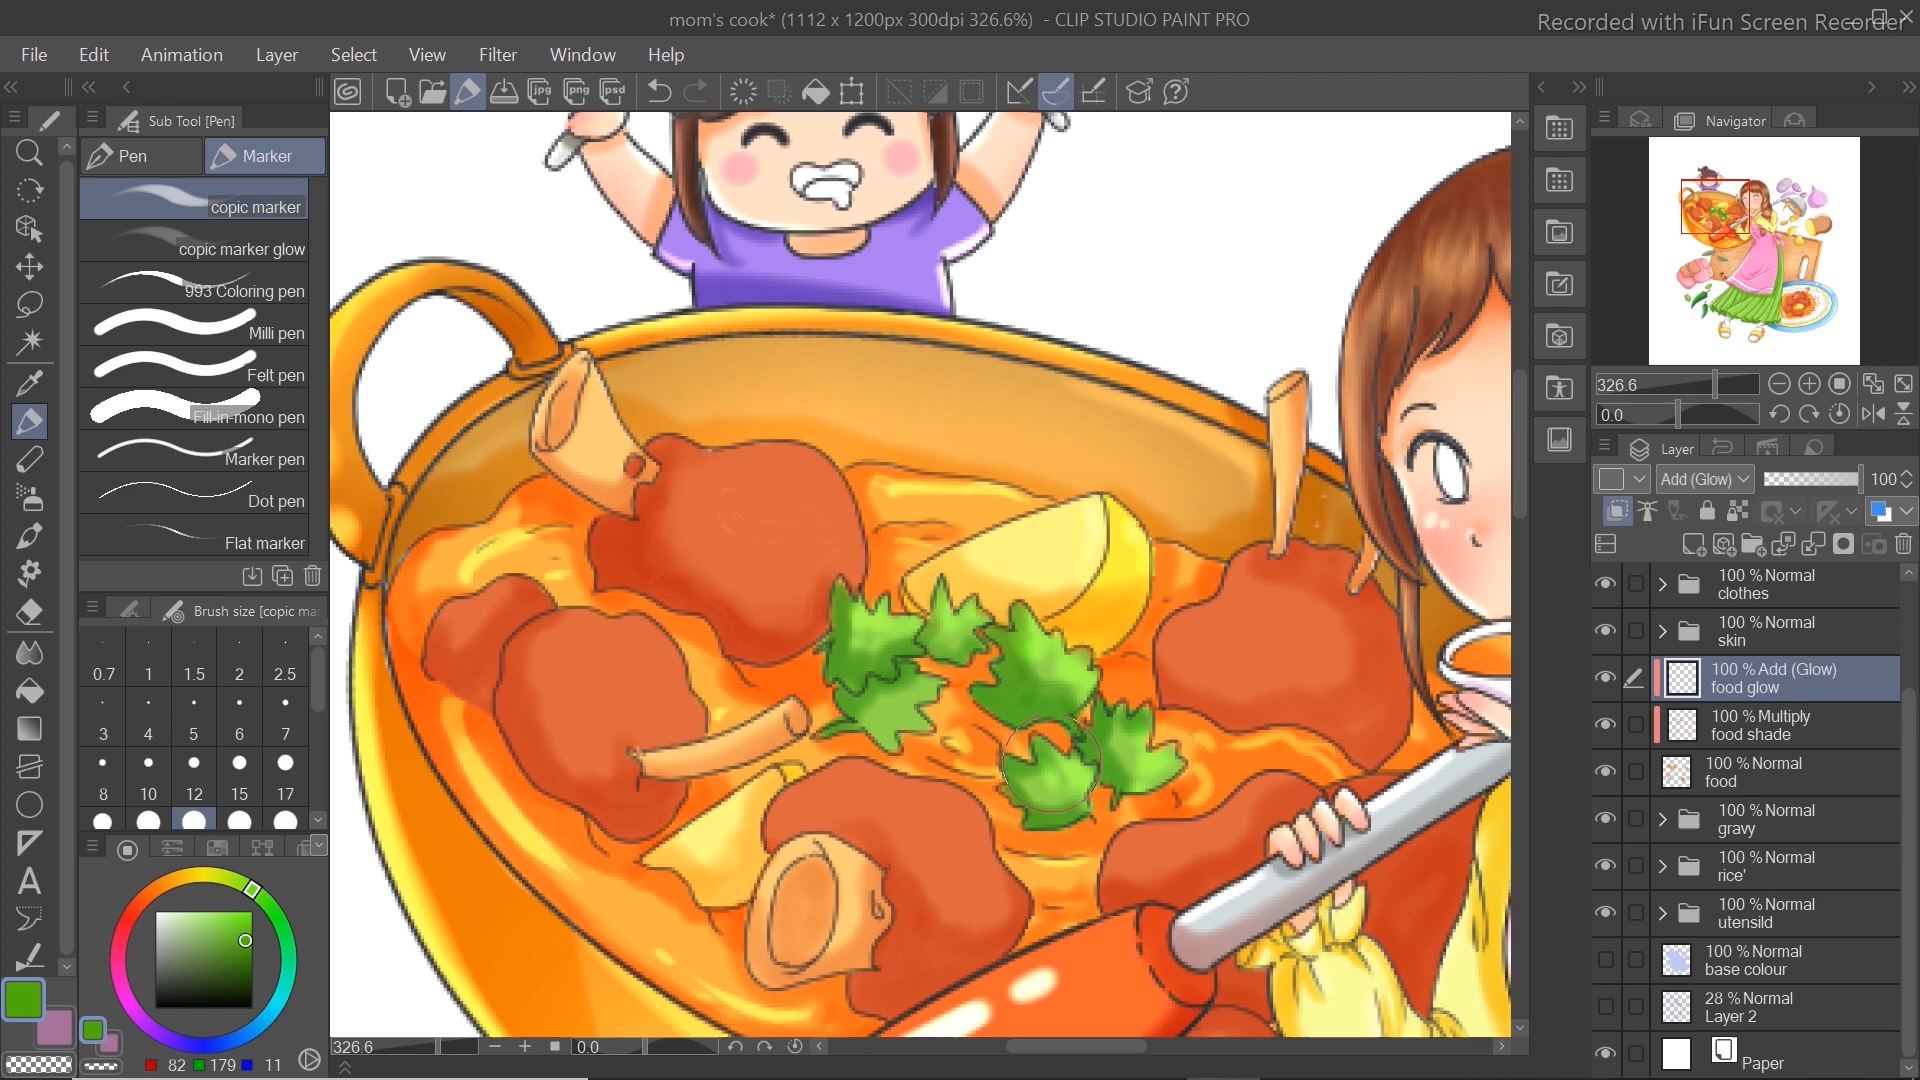 mom's cook* (1112 x 1200px 300dpi 326.6%) - CLIP STUDIO PAINT PRO
Recorded with iFun Screen Recorder
File Edit Animation Layer Select View Filter Window Help
jpg png psd
Sub Tool [Pen]
Pen Marker
copic marker
copic marker glow
993 Coloring pen
Milli pen
Felt pen
Fill-in-mono pen
Marker pen
Dot pen
Flat marker
Brush size [copic ma
0.7 1 1.5 2 2.5
3 4 5 6 7
8 10 12 15 17
82 179 11
326.6 0.0
Navigator
326.6
0.0
Layer
Add (Glow) 100
100 % Normal
clothes
100 % Normal
skin
100 % Add (Glow)
food glow
100 % Multiply
food shade
100 % Normal
food
100 % Normal
gravy
100 % Normal
rice'
100 % Normal
utensild
100 % Normal
base colour
28 % Normal
Layer 2
Paper